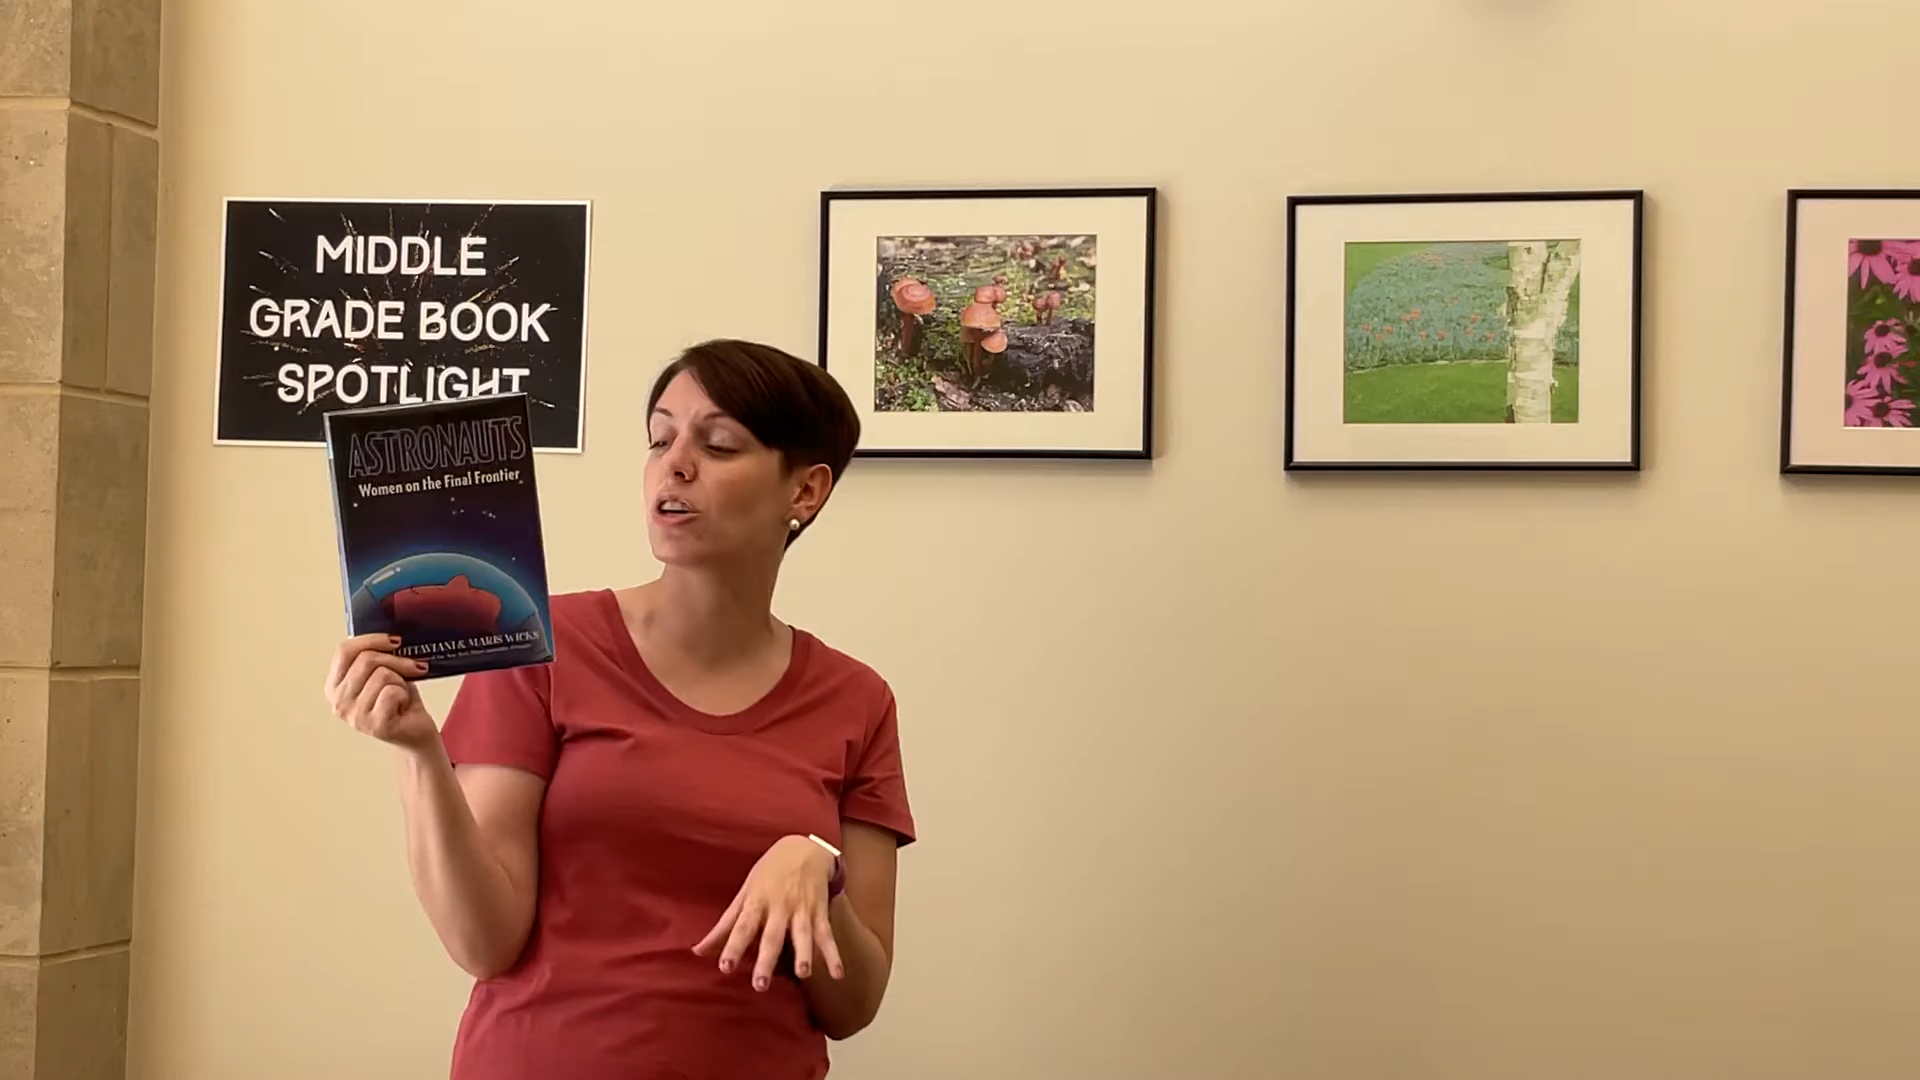 MIDDLE
GRADE BOOK
SPOTLIGHT
ASTRONAUTS
Women on the Final Frontier
OTTAVIANI & MARIS WICKS